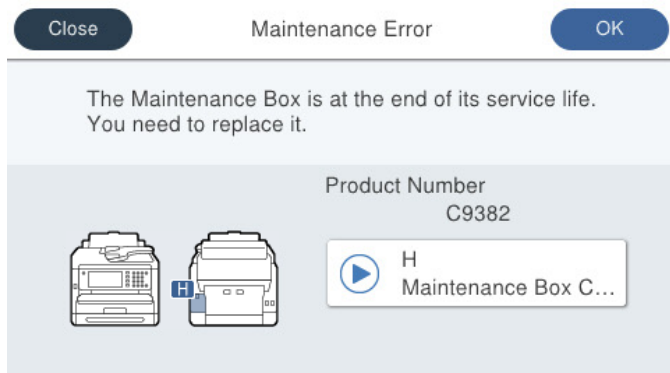 Close
Maintenance Error
OK
The Maintenance Box is at the end of its service life.
You need to replace it.
Product Number
C9382
H
H
Maintenance Box C...